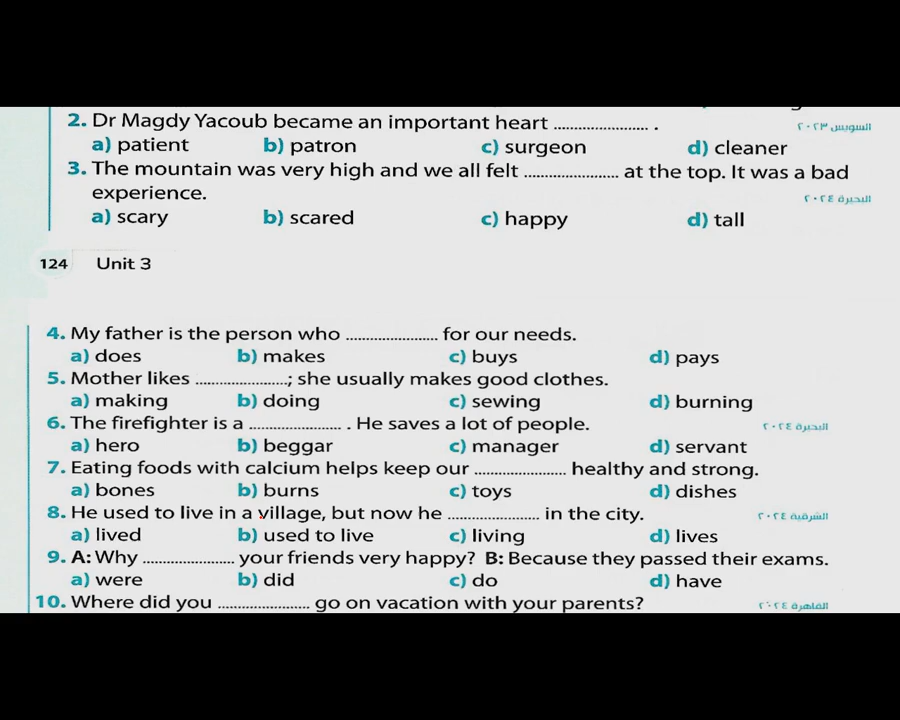 2. Dr Magdy Yacoub became an important heart ........................ . السويس ٢٠٢٣
a) patient b) patron c) surgeon d) cleaner
3. The mountain was very high and we all felt ........................ at the top. It was a bad
experience. البحيرة ٢٠٢٤
a) scary b) scared c) happy d) tall
124 Unit 3
4. My father is the person who ........................ for our needs.
a) does b) makes c) buys d) pays
5. Mother likes ........................; she usually makes good clothes.
a) making b) doing c) sewing d) burning
6. The firefighter is a ........................ . He saves a lot of people. البحيرة ٢٠٢٤
a) hero b) beggar c) manager d) servant
7. Eating foods with calcium helps keep our ........................ healthy and strong.
a) bones b) burns c) toys d) dishes
8. He used to live in a village, but now he ........................ in the city. الشرقية ٢٠٢٤
a) lived b) used to live c) living d) lives
9. A: Why ........................ your friends very happy? B: Because they passed their exams.
a) were b) did c) do d) have
10. Where did you ........................ go on vacation with your parents? القاهرة ٢٠٢٤